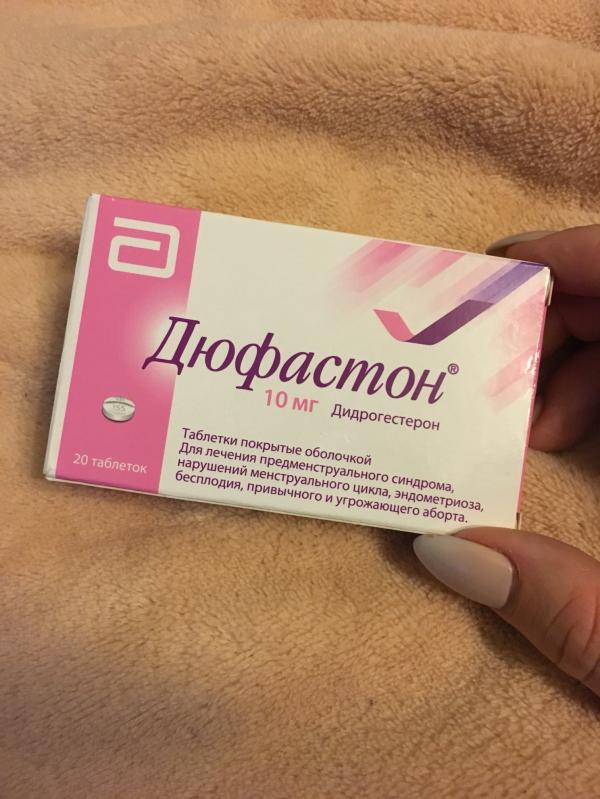 Дюфастон®
10 мг Дидрогестерон
Таблетки покрытые оболочкой
Для лечения предменструального синдрома,
нарушений менструального цикла, эндометриоза,
бесплодия, привычного и угрожающего аборта.
155
20 таблеток